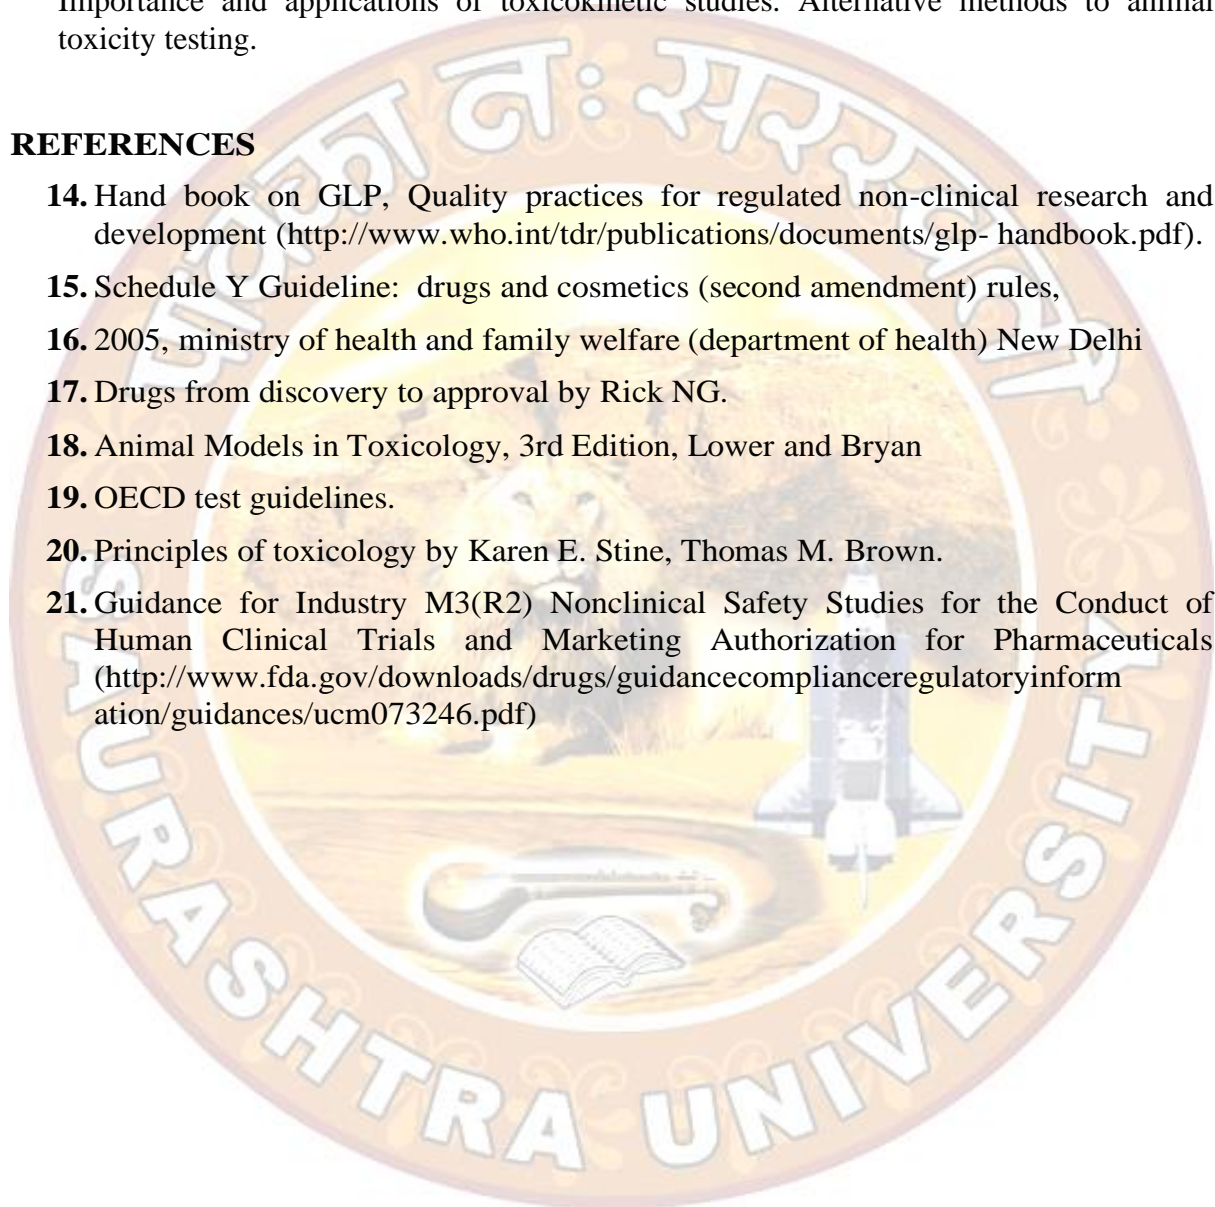 Importance and applications of toxicokinetic studies. Alternative methods to animal
toxicity testing.
REFERENCES
14. Hand book on GLP, Quality practices for regulated non-clinical research and
development (http://www.who.int/tdr/publications/documents/glp- handbook.pdf).
15. Schedule Y Guideline: drugs and cosmetics (second amendment) rules,
16. 2005, ministry of health and family welfare (department of health) New Delhi
17. Drugs from discovery to approval by Rick NG.
18. Animal Models in Toxicology, 3rd Edition, Lower and Bryan
19. OECD test guidelines.
20. Principles of toxicology by Karen E. Stine, Thomas M. Brown.
21. Guidance for Industry M3(R2) Nonclinical Safety Studies for the Conduct of
Human Clinical Trials and Marketing Authorization for Pharmaceuticals
(http://www.fda.gov/downloads/drugs/guidancecomplianceregulatoryinform
ation/guidances/ucm073246.pdf)
पावका नः सरस्वती
SAURASHTRA UNIVERSITY